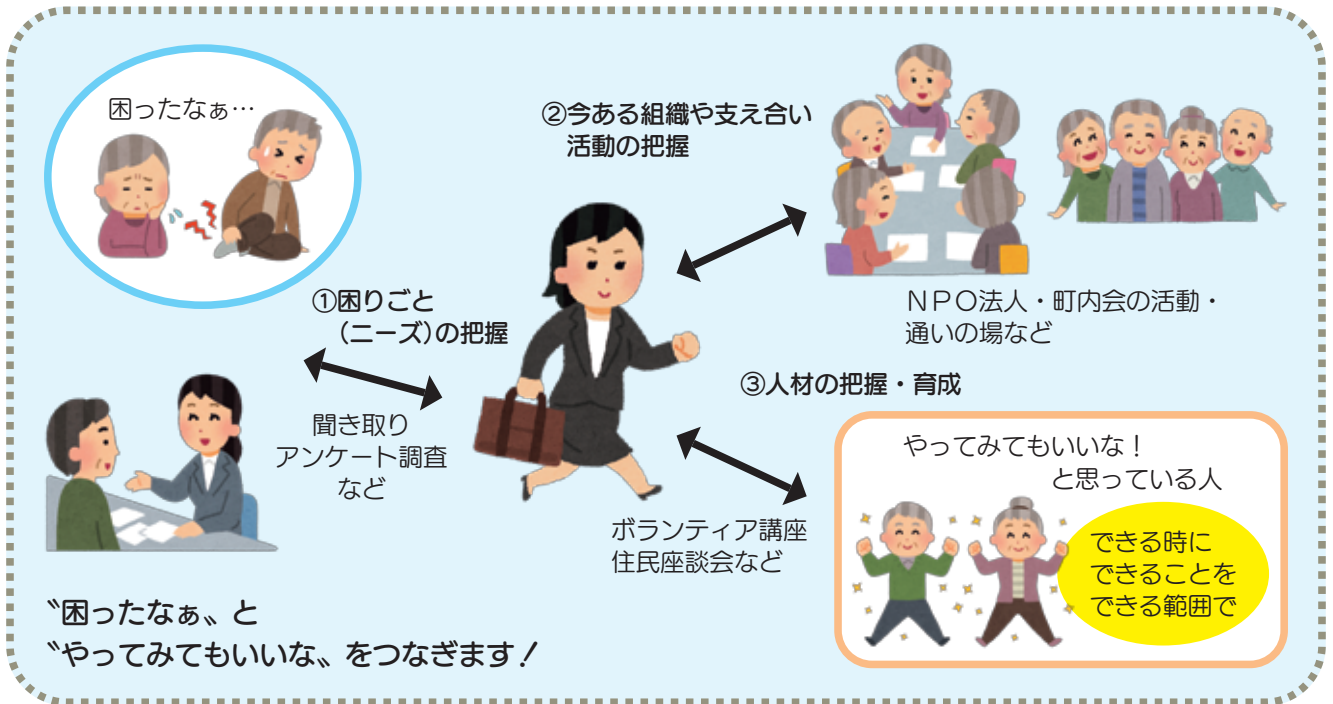 困ったなぁ…
①困りごと
(ニーズ)の把握
聞き取り
アンケート調査
など
②今ある組織や支え合い
活動の把握
ＮＰＯ法人・町内会の活動・
通いの場など
③人材の把握・育成
ボランティア講座
住民座談会など
やってみてもいいな！
と思っている人
できる時に
できることを
できる範囲で
〝困ったなぁ〟と
〝やってみてもいいな〟をつなぎます！